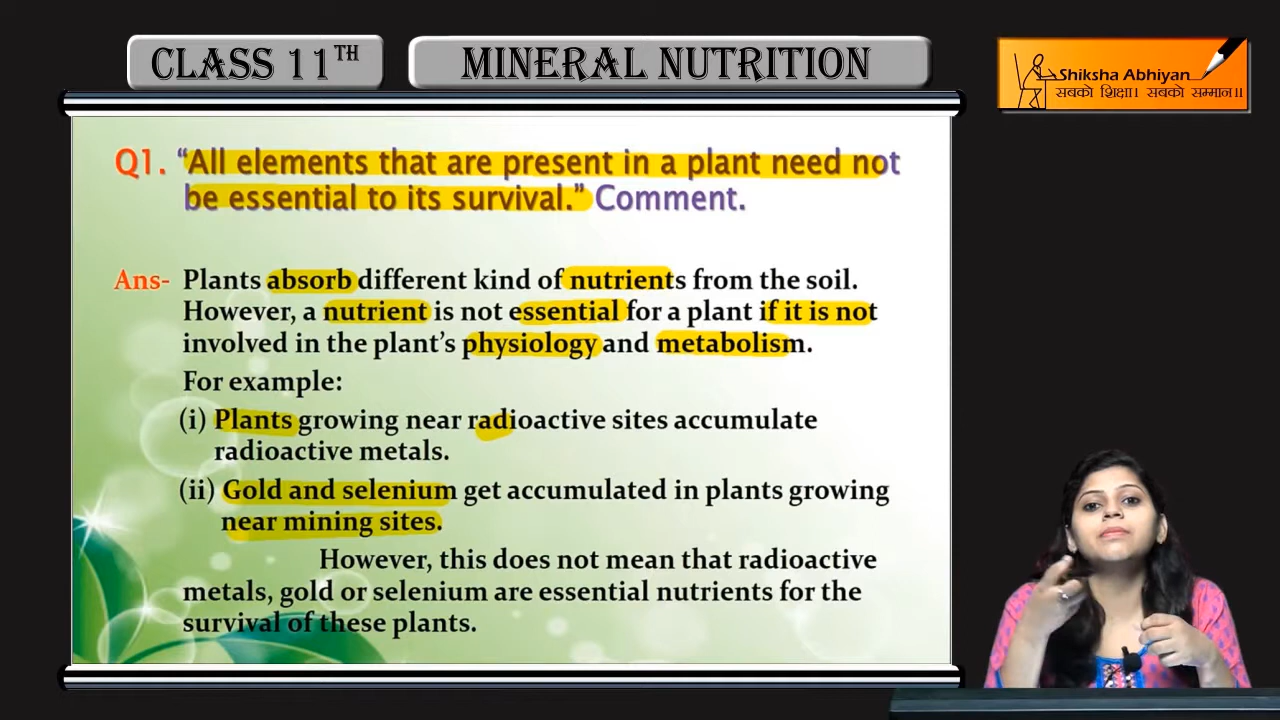 CLASS 11TH
MINERAL NUTRITION
Shiksha Abhiyan
सबको शिक्षा। सबको सम्मान॥
Q1. “All elements that are present in a plant need not
be essential to its survival.” Comment.
Ans- Plants absorb different kind of nutrients from the soil.
However, a nutrient is not essential for a plant if it is not
involved in the plant’s physiology and metabolism.
For example:
(i) Plants growing near radioactive sites accumulate
radioactive metals.
(ii) Gold and selenium get accumulated in plants growing
near mining sites.
However, this does not mean that radioactive
metals, gold or selenium are essential nutrients for the
survival of these plants.